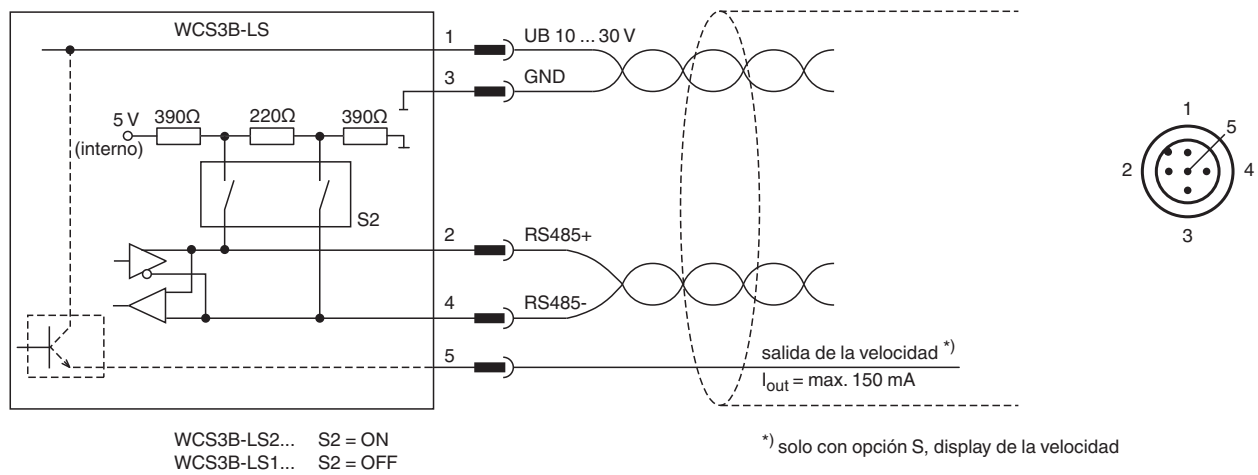 WCS3B-LS
1
UB 10 ... 30 V
3
GND
5 V
(interno)
390Ω
220Ω
390Ω
S2
2
RS485+
4
RS485-
5
salida de la velocidad *)
Iout = max. 150 mA
1
5
2
4
3
WCS3B-LS2... S2 = ON
WCS3B-LS1... S2 = OFF
*) solo con opción S, display de la velocidad